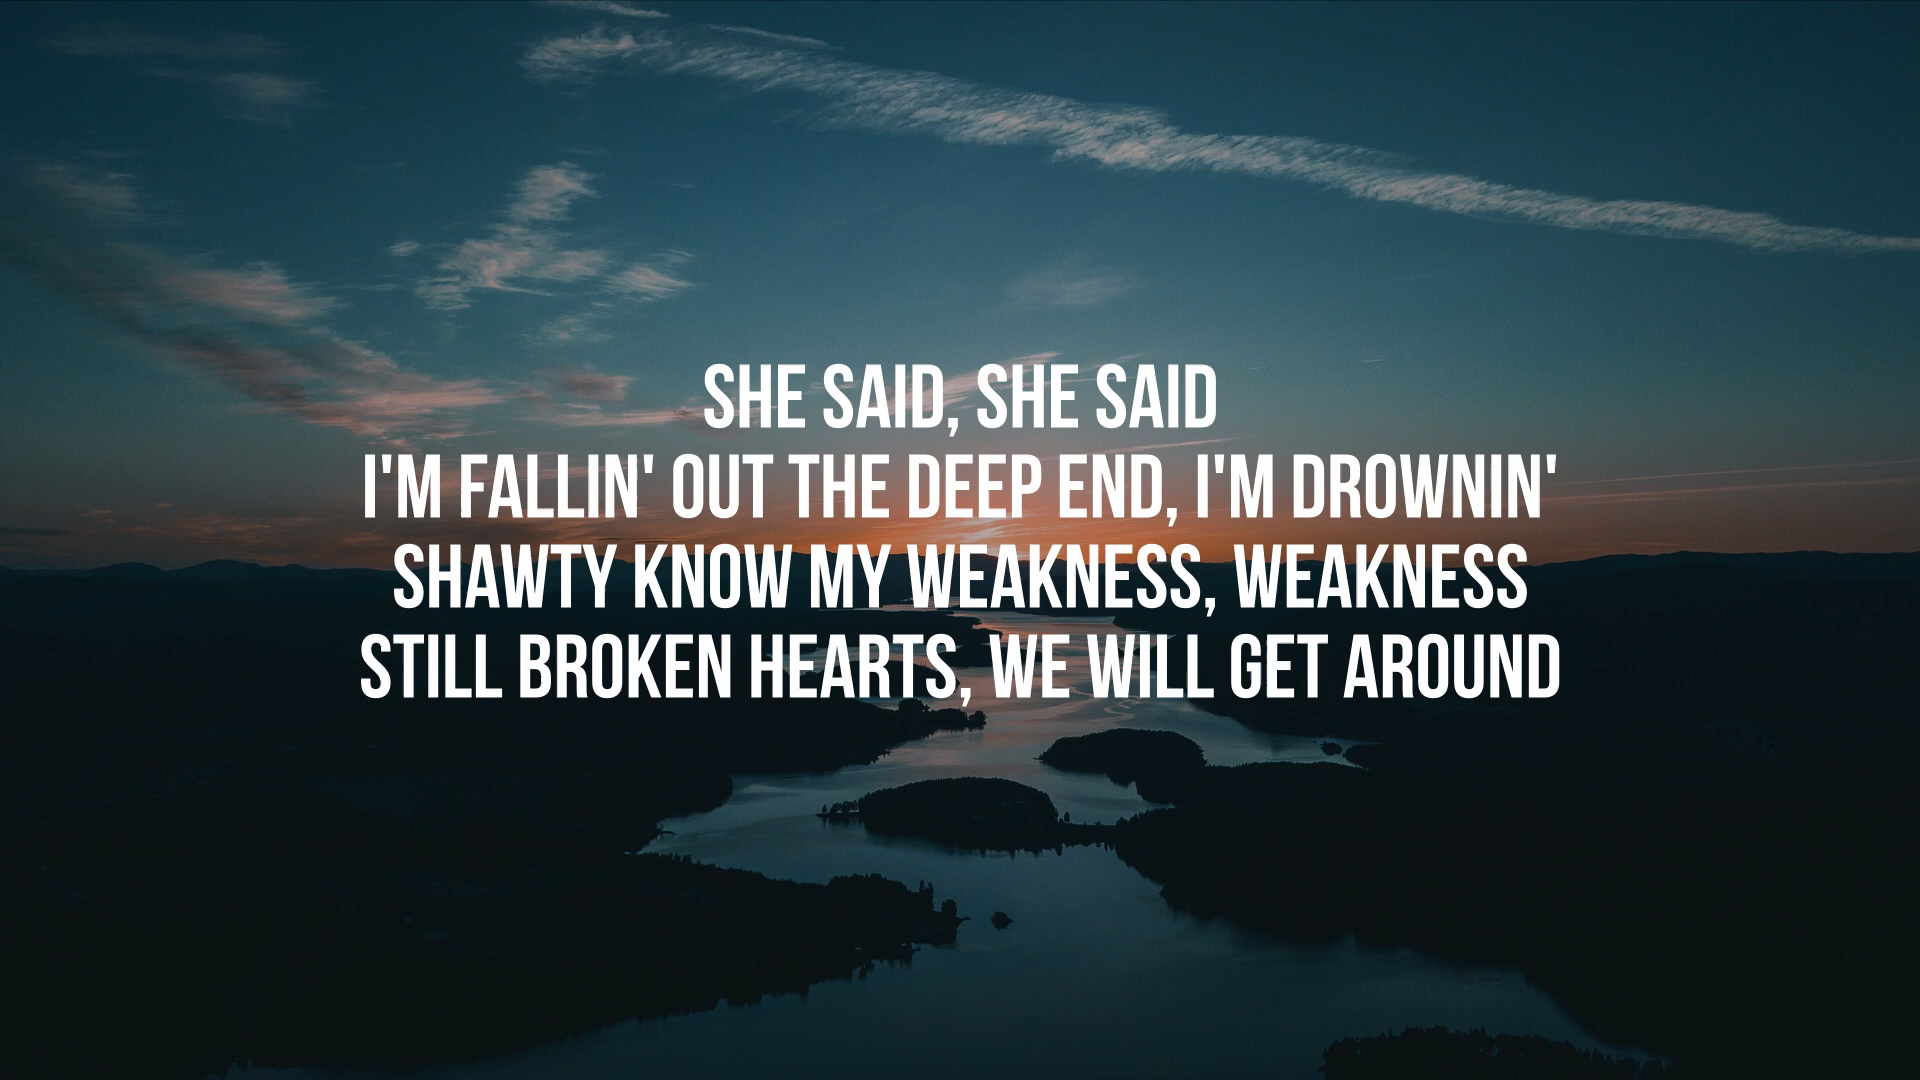 SHE SAID, SHE SAID
I'M FALLIN' OUT THE DEEP END, I'M DROWNIN'
SHAWTY KNOW MY WEAKNESS, WEAKNESS
STILL BROKEN HEARTS, WE WILL GET AROUND